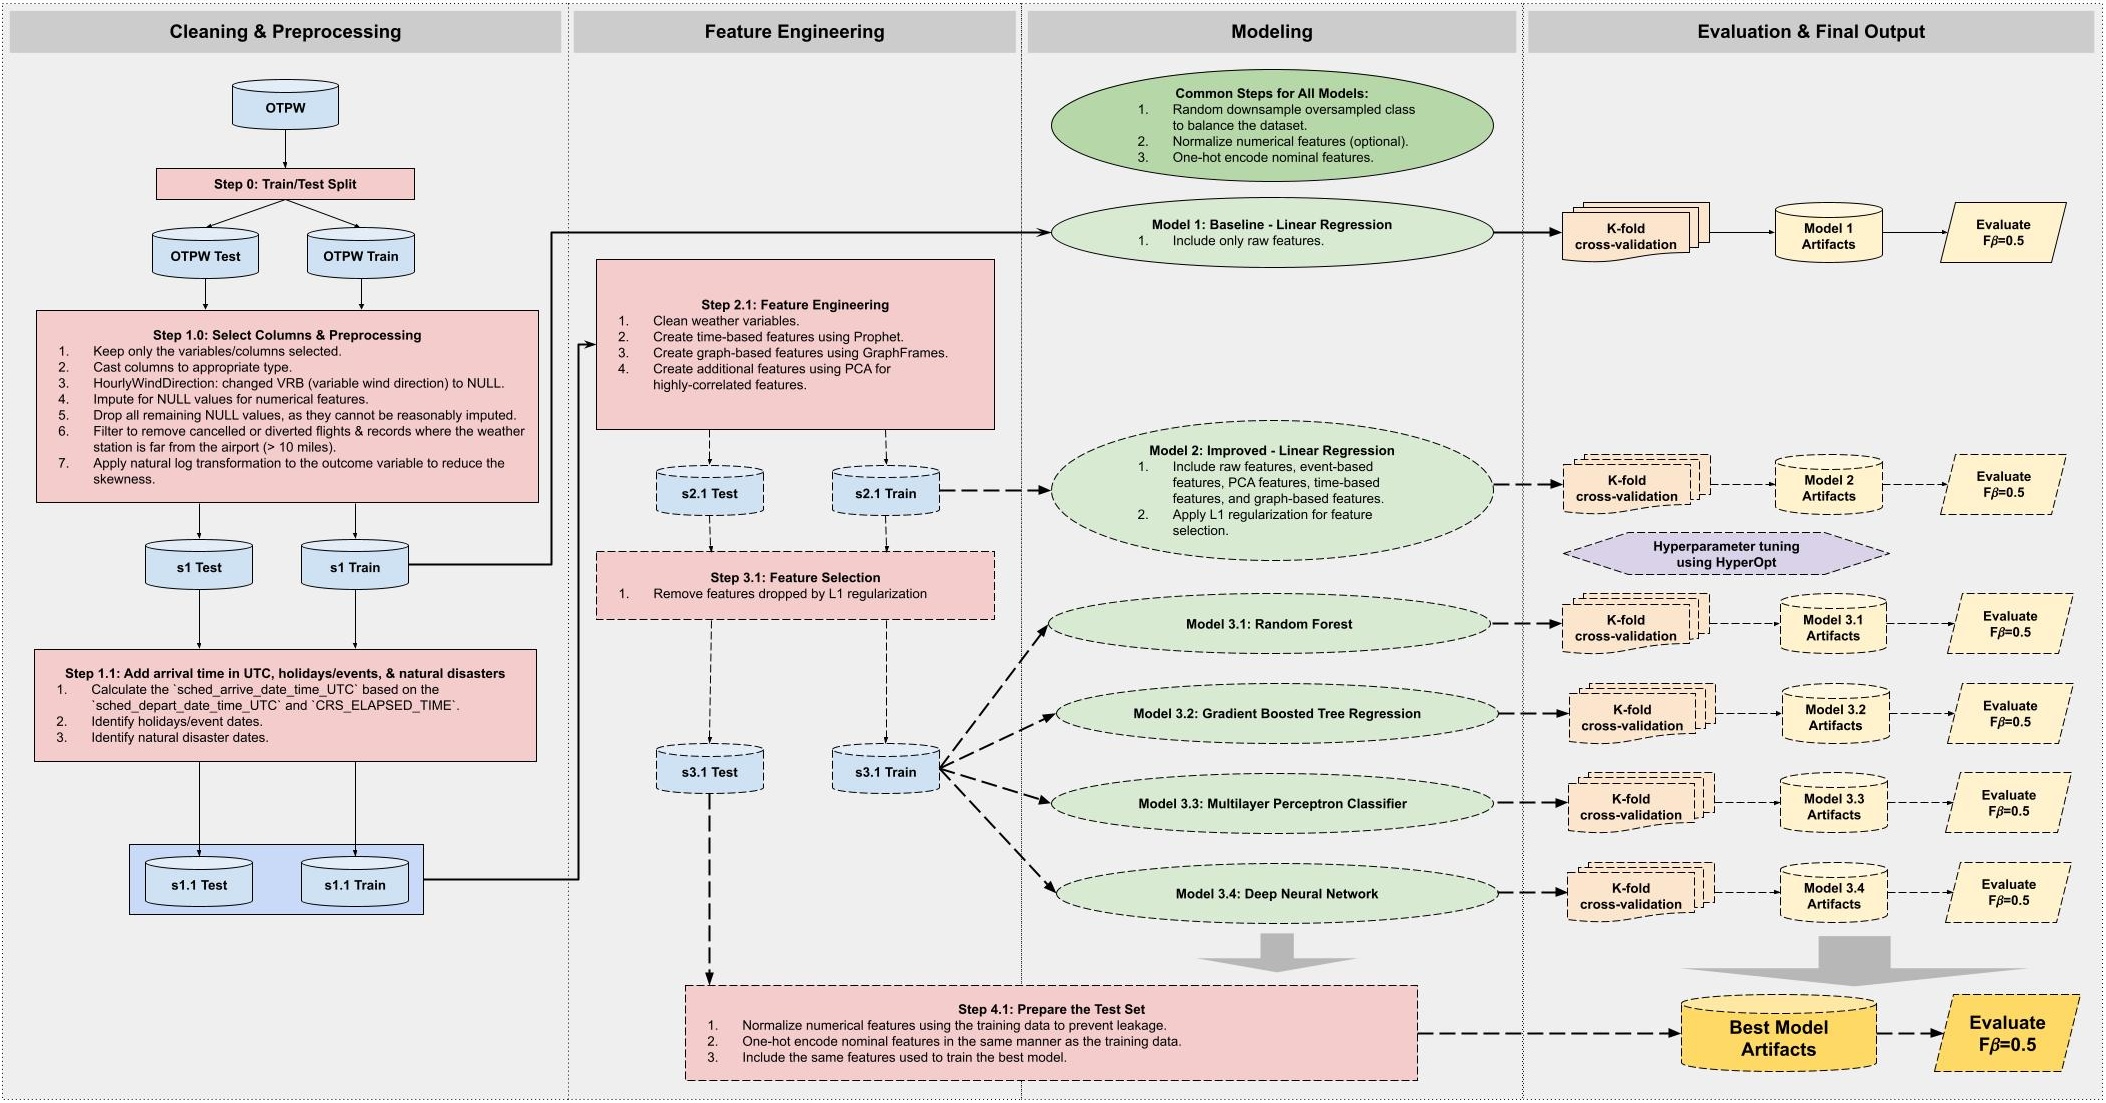 Cleaning & Preprocessing
OTPW
Step 0: Train/Test Split
OTPW Test
OTPW Train
Step 1.0: Select Columns & Preprocessing
1. Keep only the variables/columns selected.
2. Cast columns to appropriate type.
3. HourlyWindDirection: changed VRB (variable wind direction) to NULL.
4. Impute for NULL values for numerical features.
5. Drop all remaining NULL values, as they cannot be reasonably imputed.
6. Filter to remove cancelled or diverted flights & records where the weather
station is far from the airport (> 10 miles).
7. Apply natural log transformation to the outcome variable to reduce the
skewness.
s1 Test
s1 Train
Step 1.1: Add arrival time in UTC, holidays/events, & natural disasters
1. Calculate the `sched_arrive_date_time_UTC` based on the
`sched_depart_date_time_UTC` and `CRS_ELAPSED_TIME`.
2. Identify holidays/event dates.
3. Identify natural disaster dates.
s1.1 Test
s1.1 Train
Feature Engineering
Step 2.1: Feature Engineering
1. Clean weather variables.
2. Create time-based features using Prophet.
3. Create graph-based features using GraphFrames.
4. Create additional features using PCA for
highly-correlated features.
s2.1 Test
s2.1 Train
Step 3.1: Feature Selection
1. Remove features dropped by L1 regularization
s3.1 Test
s3.1 Train
Step 4.1: Prepare the Test Set
1. Normalize numerical features using the training data to prevent leakage.
2. One-hot encode nominal features in the same manner as the training data.
3. Include the same features used to train the best model.
Modeling
Common Steps for All Models:
1. Random downsample oversampled class
to balance the dataset.
2. Normalize numerical features (optional).
3. One-hot encode nominal features.
Model 1: Baseline - Linear Regression
1. Include only raw features.
Model 2: Improved - Linear Regression
1. Include raw features, event-based
features, PCA features, time-based
features, and graph-based features.
2. Apply L1 regularization for feature
selection.
Model 3.1: Random Forest
Model 3.2: Gradient Boosted Tree Regression
Model 3.3: Multilayer Perceptron Classifier
Model 3.4: Deep Neural Network
Evaluation & Final Output
K-fold
cross-validation
Model 1
Artifacts
Evaluate
Fβ=0.5
K-fold
cross-validation
Model 2
Artifacts
Evaluate
Fβ=0.5
Hyperparameter tuning
using HyperOpt
K-fold
cross-validation
Model 3.1
Artifacts
Evaluate
Fβ=0.5
K-fold
cross-validation
Model 3.2
Artifacts
Evaluate
Fβ=0.5
K-fold
cross-validation
Model 3.3
Artifacts
Evaluate
Fβ=0.5
K-fold
cross-validation
Model 3.4
Artifacts
Evaluate
Fβ=0.5
Best Model
Artifacts
Evaluate
Fβ=0.5